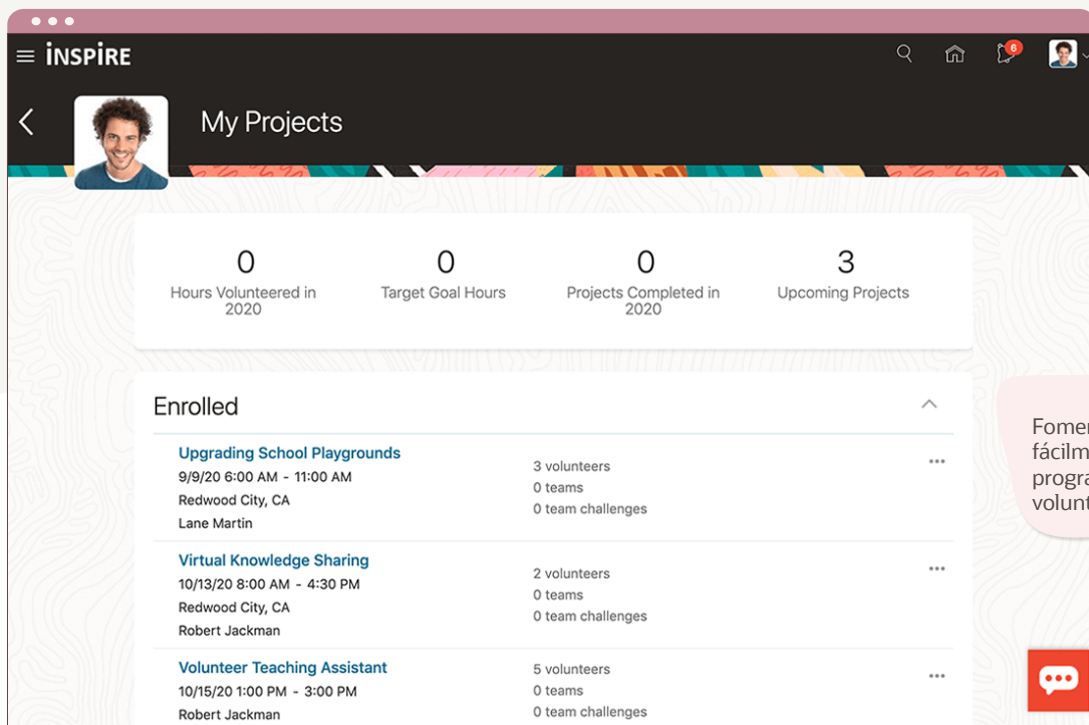 İNSPİRE
6
My Projects
0
Hours Volunteered in
2020
0
Target Goal Hours
0
Projects Completed in
2020
3
Upcoming Projects
Enrolled
Upgrading School Playgrounds
9/9/20 6:00 AM - 11:00 AM
Redwood City, CA
Lane Martin
3 volunteers
0 teams
0 team challenges
Virtual Knowledge Sharing
10/13/20 8:00 AM - 4:30 PM
Redwood City, CA
Robert Jackman
2 volunteers
0 teams
0 team challenges
Volunteer Teaching Assistant
10/15/20 1:00 PM - 3:00 PM
Robert Jackman
5 volunteers
0 teams
0 team challenges